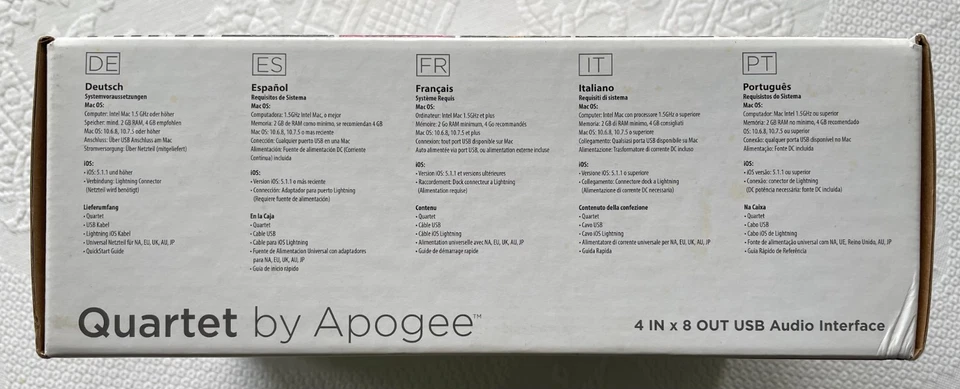 DE
Deutsch
Systemvoraussetzungen
Mac OS:
Computer: Intel Mac 1.5 GHz oder höher
Speicher: mind. 2 GB RAM, 4 GB empfohlen
Mac OS: 10.6.8, 10.7.5 oder höher
Anschluss: Über USB Anschluss am Mac
Stromversorgung: Über Netzteil (mitgeliefert)
iOS:
• iOS: 5.1.1 und höher
• Verbindung: Lightning Connector
(Netzteil wird benötigt)
Lieferumfang
• Quartet
• USB Kabel
• Lightning iOS Kabel
• Universal Netzteil für NA, EU, UK, AU, JP
• QuickStart-Guide
ES
Español
Requisitos de Sistema
Mac OS:
Computadora: 1.5GHz Intel Mac, o mejor
Memoria: 2 GB de RAM como mínimo, se recomiendan 4 GB
Mac OS: 10.6.8, 10.7.5 o mas reciente
Conección: Cualquier puerto USB en una Mac
Alimentación: Fuente de alimentación DC (Corriente
Continua) incluida
iOS:
• Version iOS: 5.1.1 o más reciente
• Connección: Adaptador para puerto Lightning
(Requiere fuente de alimentación)
En la Caja
• Quartet
• Cable USB
• Cable para iOS Lightning
• Fuente de Alimentacion Universal con adaptadores
para NA, EU, UK, AU, JP
• Guia de inicio rápido
FR
Français
Système Requis
Mac OS:
Ordinateur: Intel Mac 1.5GHz et plus
Mémoire: 2 Go RAM minimum, 4 Go recommandés
Mac OS: 10.6.8, 10.7.5 et plus
Connexion: tout port USB disponible sur Mac
Auto alimentée via port USB, ou alimentation externe incluse
iOS:
• Version iOS: 5.1.1 et versions ultérieures
• Raccordement: Dock connecteur a Lightning
(Alimentation requise)
Contenu
• Quartet
• Câble USB
• Câble iOS Lightning
• Alimentation universelle avec NA, EU, UK, AU, JP
• Guide de démarrage rapide
IT
Italiano
Requisiti di sistema
Mac OS:
Computer: Intel Mac con processore 1.5GHz o superiore
Memoria: 2 GB di RAM minimo, 4 GB consigliati
Mac OS: 10.6.8, 10.7.5 o superiore
Collegamento: Qualsiasi porta USB disponibile su Mac
Alimentazione: Trasformatore di corrente DC incluso
iOS:
• Versione iOS: 5.1.1 o superiore
• Collegamento: Connectore dock a Lightning
(Alimentazione di corrente DC necessario)
Contenuto della confezione
• Quartet
• Cavo USB
• Cavo iOS Lightning
• Alimentatore di corrente universale per NA, EU, UK, AU, JP
• Guida Rapida
PT
Português
Requisistos do Sistema
Mac OS:
Computador: Mac Intel 1.5GHz ou superior
Memoria: 2 GB RAM no minimo, 4 GB recomendado
OS: 10.6.8, 10.7.5 ou superior
Conexão: qualquer porta USB disponivel no Mac
Alimentação: Fonte DC incluida
iOS:
• iOS versão: 5.1.1 ou superior
• Conexão: conector de Lightning
(DC potência necessária: fonte DC incluida)
Na Caixa
• Quartet
• Cabo USB
• Cabo iOS de Lightning
• Fonte de alimentação universal com NA, UE, Reino Unido, AU, JP
• Guia Rápido de Referência
Quartet by Apogee™
4 IN x 8 OUT USB Audio Interface